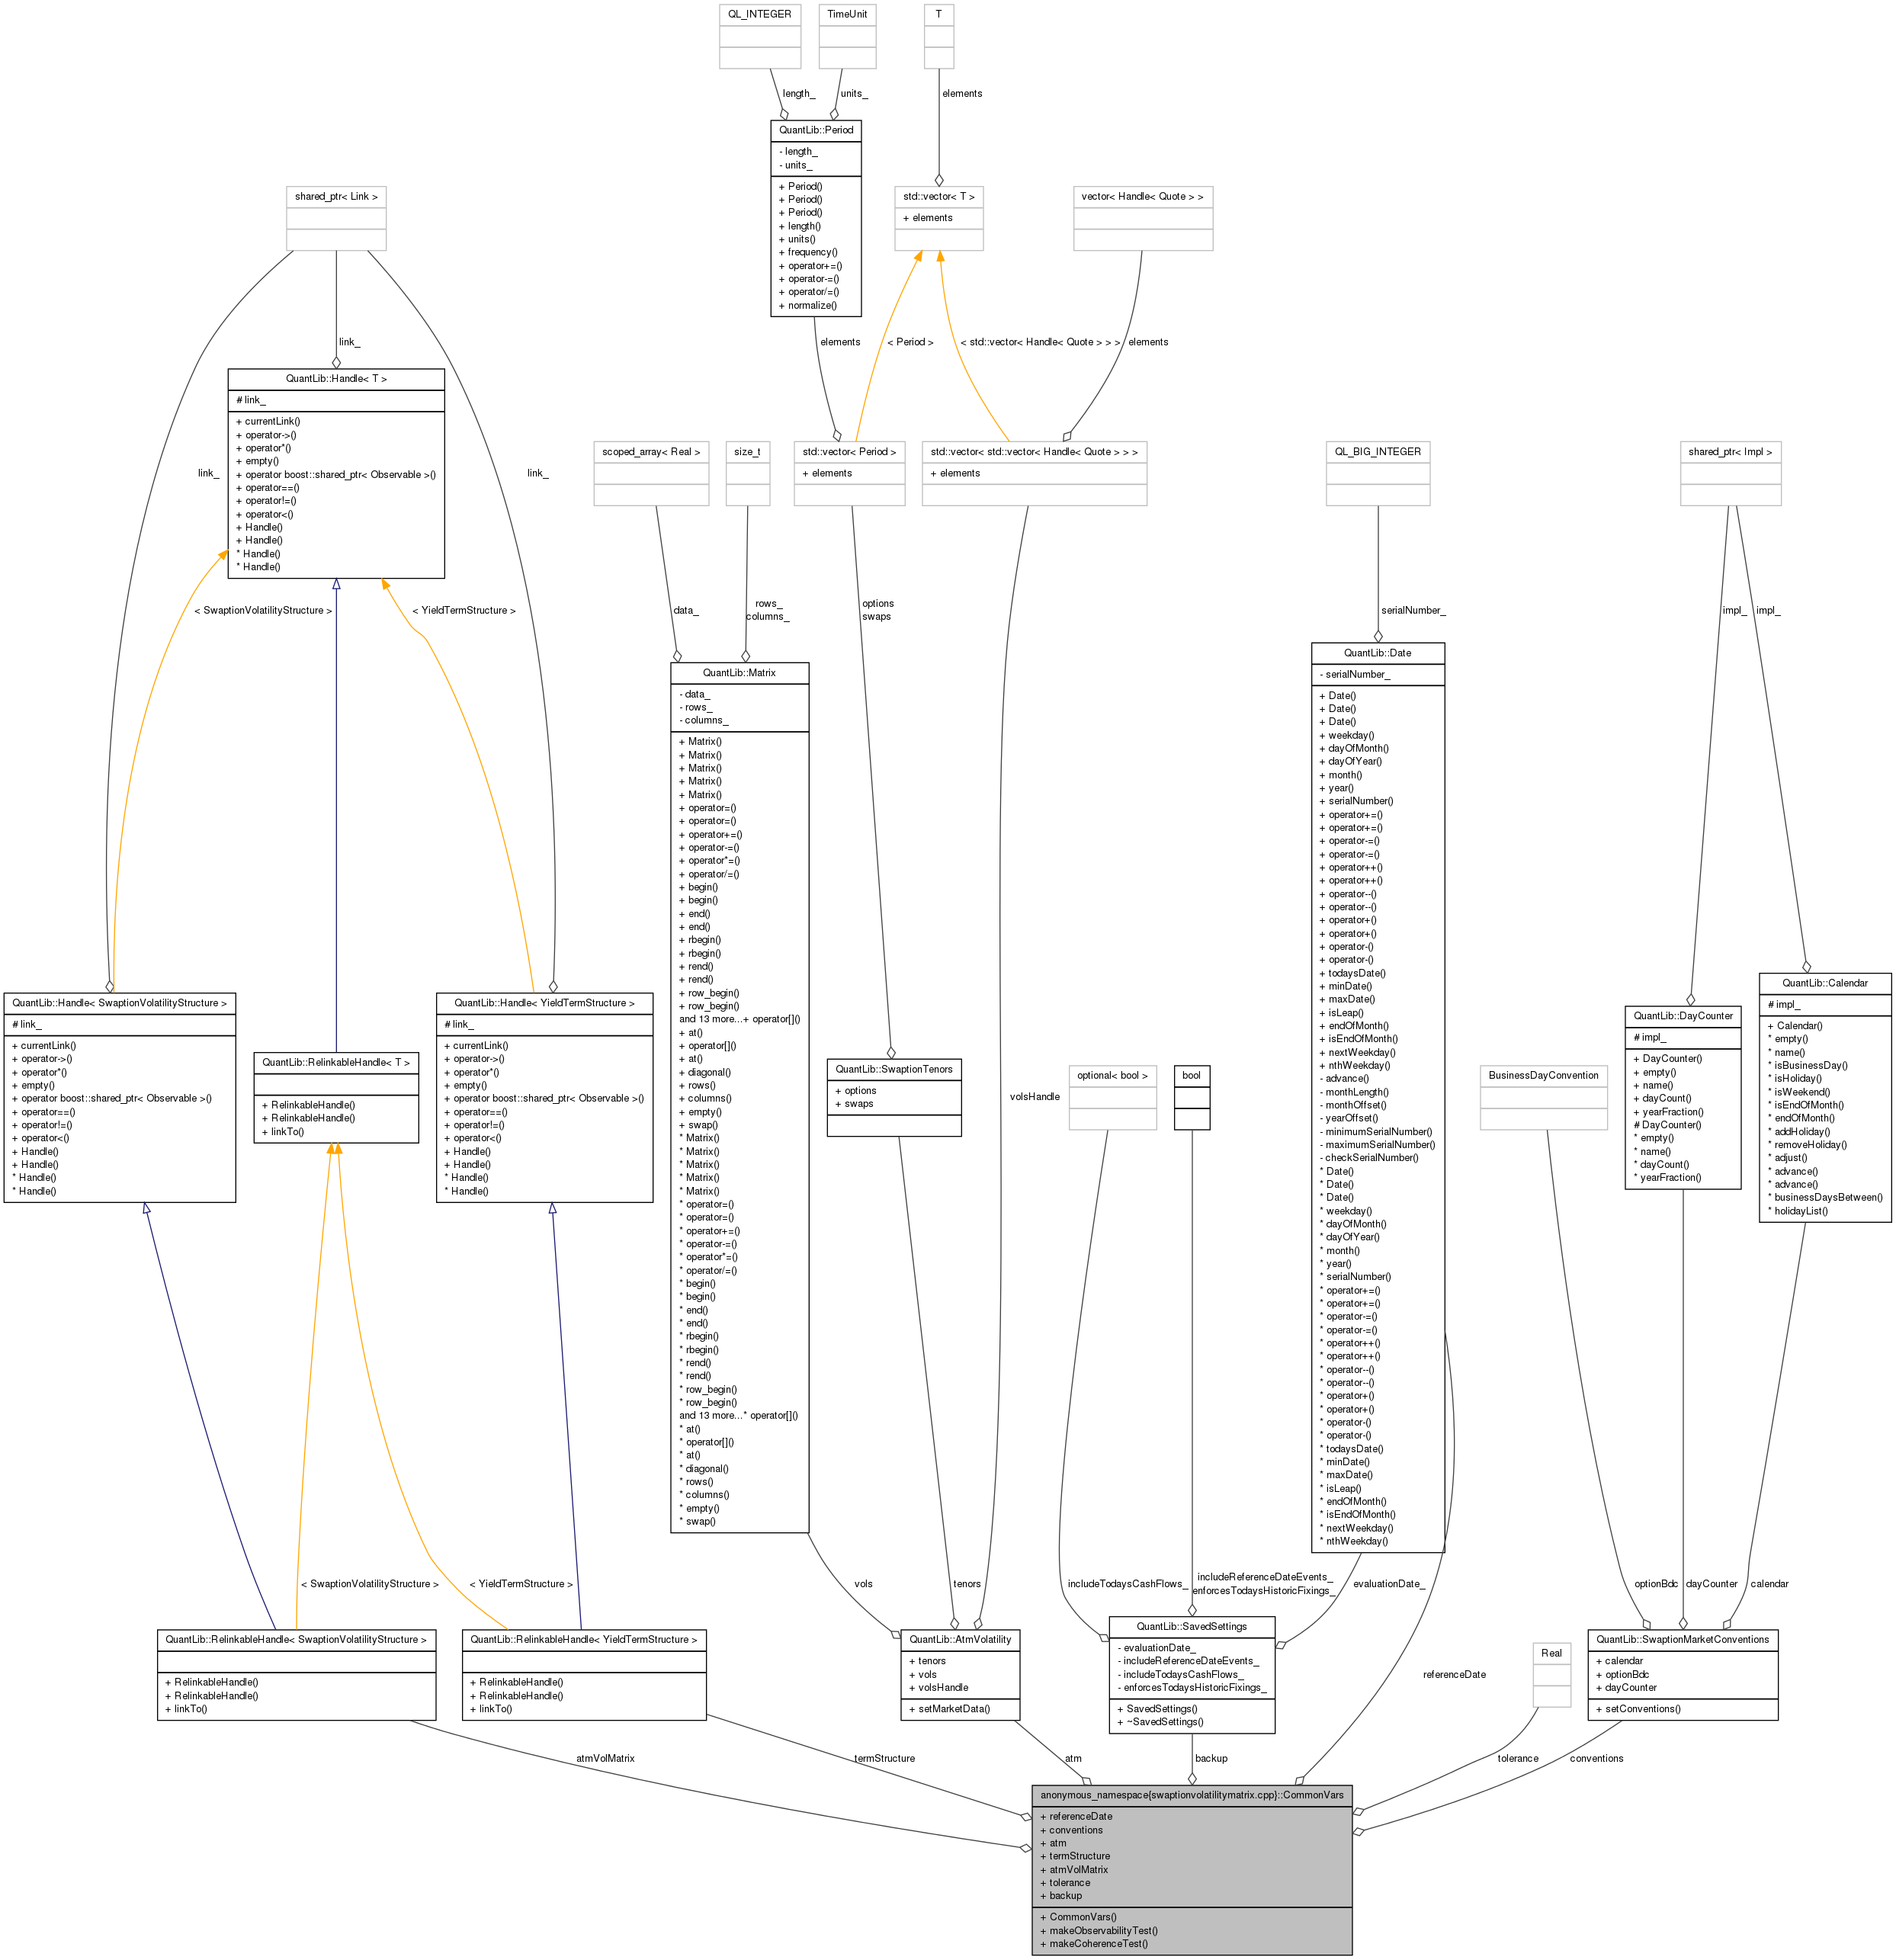 QL_INTEGER
TimeUnit
T
length_
units_
elements
QuantLib::Period
- length_
- units_
+ Period()
+ Period()
+ Period()
+ length()
+ units()
+ frequency()
+ operator+=()
+ operator-=()
+ operator/=()
+ normalize()
shared_ptr< Link >
std::vector< T >
+ elements
vector< Handle< Quote > >
link_
elements
< Period >
< std::vector< Handle< Quote > > >
elements
QuantLib::Handle< T >
# link_
+ currentLink()
+ operator->()
+ operator*()
+ empty()
+ operator boost::shared_ptr< Observable >()
+ operator==()
+ operator!=()
+ operator<()
+ Handle()
+ Handle()
* Handle()
* Handle()
link_
link_
scoped_array< Real >
size_t
std::vector< Period >
+ elements
std::vector< std::vector< Handle< Quote > > >
+ elements
QL_BIG_INTEGER
shared_ptr< Impl >
< SwaptionVolatilityStructure >
< YieldTermStructure >
data_
rows_
columns_
options
swaps
serialNumber_
impl_
impl_
QuantLib::Matrix
- data_
- rows_
- columns_
+ Matrix()
+ Matrix()
+ Matrix()
+ Matrix()
+ Matrix()
+ operator=()
+ operator=()
+ operator+=()
+ operator-=()
+ operator*=()
+ operator/=()
+ begin()
+ begin()
+ end()
+ end()
+ rbegin()
+ rbegin()
+ rend()
+ rend()
+ row_begin()
+ row_begin()
and 13 more...+ operator[]()
+ at()
+ operator[]()
+ at()
+ diagonal()
+ rows()
+ columns()
+ empty()
+ swap()
* Matrix()
* Matrix()
* Matrix()
* Matrix()
* Matrix()
* operator=()
* operator=()
* operator+=()
* operator-=()
* operator*=()
* operator/=()
* begin()
* begin()
* end()
* end()
* rbegin()
* rbegin()
* rend()
* rend()
* row_begin()
* row_begin()
and 13 more...* operator[]()
* at()
* operator[]()
* at()
* diagonal()
* rows()
* columns()
* empty()
* swap()
QuantLib::Date
- serialNumber_
+ Date()
+ Date()
+ Date()
+ weekday()
+ dayOfMonth()
+ dayOfYear()
+ month()
+ year()
+ serialNumber()
+ operator+=()
+ operator+=()
+ operator-=()
+ operator-=()
+ operator++()
+ operator++()
+ operator--()
+ operator--()
+ operator+()
+ operator+()
+ operator-()
+ operator-()
+ todaysDate()
+ minDate()
+ maxDate()
+ isLeap()
+ endOfMonth()
+ isEndOfMonth()
+ nextWeekday()
+ nthWeekday()
- advance()
- monthLength()
- monthOffset()
- yearOffset()
- minimumSerialNumber()
- maximumSerialNumber()
- checkSerialNumber()
* Date()
* Date()
* Date()
* weekday()
* dayOfMonth()
* dayOfYear()
* month()
* year()
* serialNumber()
* operator+=()
* operator+=()
* operator-=()
* operator-=()
* operator++()
* operator++()
* operator--()
* operator--()
* operator+()
* operator+()
* operator-()
* operator-()
* todaysDate()
* minDate()
* maxDate()
* isLeap()
* endOfMonth()
* isEndOfMonth()
* nextWeekday()
* nthWeekday()
QuantLib::Handle< SwaptionVolatilityStructure >
# link_
+ currentLink()
+ operator->()
+ operator*()
+ empty()
+ operator boost::shared_ptr< Observable >()
+ operator==()
+ operator!=()
+ operator<()
+ Handle()
+ Handle()
* Handle()
* Handle()
QuantLib::RelinkableHandle< T >
+ RelinkableHandle()
+ RelinkableHandle()
+ linkTo()
QuantLib::Handle< YieldTermStructure >
# link_
+ currentLink()
+ operator->()
+ operator*()
+ empty()
+ operator boost::shared_ptr< Observable >()
+ operator==()
+ operator!=()
+ operator<()
+ Handle()
+ Handle()
* Handle()
* Handle()
QuantLib::SwaptionTenors
+ options
+ swaps
volsHandle
optional< bool >
bool
BusinessDayConvention
QuantLib::DayCounter
# impl_
+ DayCounter()
+ empty()
+ name()
+ dayCount()
+ yearFraction()
# DayCounter()
* empty()
* name()
* dayCount()
* yearFraction()
QuantLib::Calendar
# impl_
+ Calendar()
* empty()
* name()
* isBusinessDay()
* isHoliday()
* isWeekend()
* isEndOfMonth()
* endOfMonth()
* addHoliday()
* removeHoliday()
* adjust()
* advance()
* advance()
* businessDaysBetween()
* holidayList()
< SwaptionVolatilityStructure >
< YieldTermStructure >
vols
tenors
includeTodaysCashFlows_
includeReferenceDateEvents_
enforcesTodaysHistoricFixings_
evaluationDate_
optionBdc
dayCounter
calendar
QuantLib::RelinkableHandle< SwaptionVolatilityStructure >
+ RelinkableHandle()
+ RelinkableHandle()
+ linkTo()
QuantLib::RelinkableHandle< YieldTermStructure >
+ RelinkableHandle()
+ RelinkableHandle()
+ linkTo()
QuantLib::AtmVolatility
+ tenors
+ vols
+ volsHandle
+ setMarketData()
QuantLib::SavedSettings
- evaluationDate_
- includeReferenceDateEvents_
- includeTodaysCashFlows_
- enforcesTodaysHistoricFixings_
+ SavedSettings()
+ ~SavedSettings()
referenceDate
Real
QuantLib::SwaptionMarketConventions
+ calendar
+ optionBdc
+ dayCounter
+ setConventions()
atmVolMatrix
termStructure
atm
backup
tolerance
conventions
anonymous_namespace{swaptionvolatilitymatrix.cpp}::CommonVars
+ referenceDate
+ conventions
+ atm
+ termStructure
+ atmVolMatrix
+ tolerance
+ backup
+ CommonVars()
+ makeObservabilityTest()
+ makeCoherenceTest()